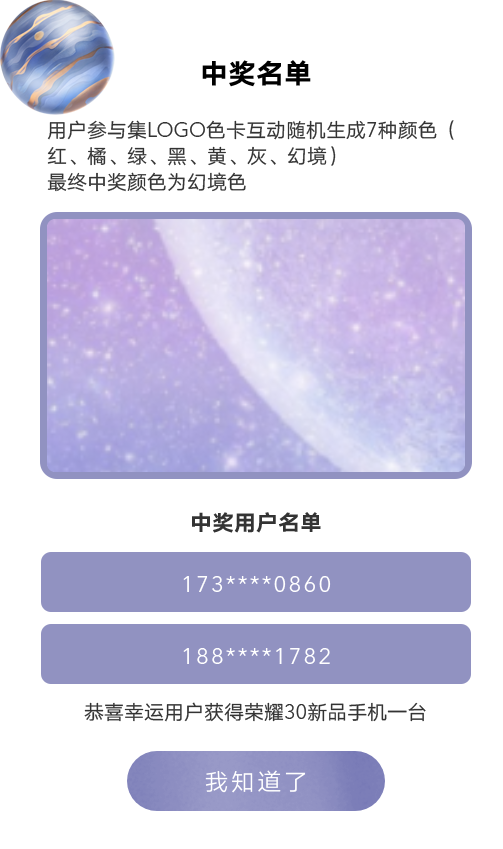 中奖名单
用户参与集LOGO色卡互动随机生成7种颜色（
红、橘、绿、黑、黄、灰、幻境）
最终中奖颜色为幻境色
中奖用户名单
173****0860
188****1782
恭喜幸运用户获得荣耀30新品手机一台
我知道了